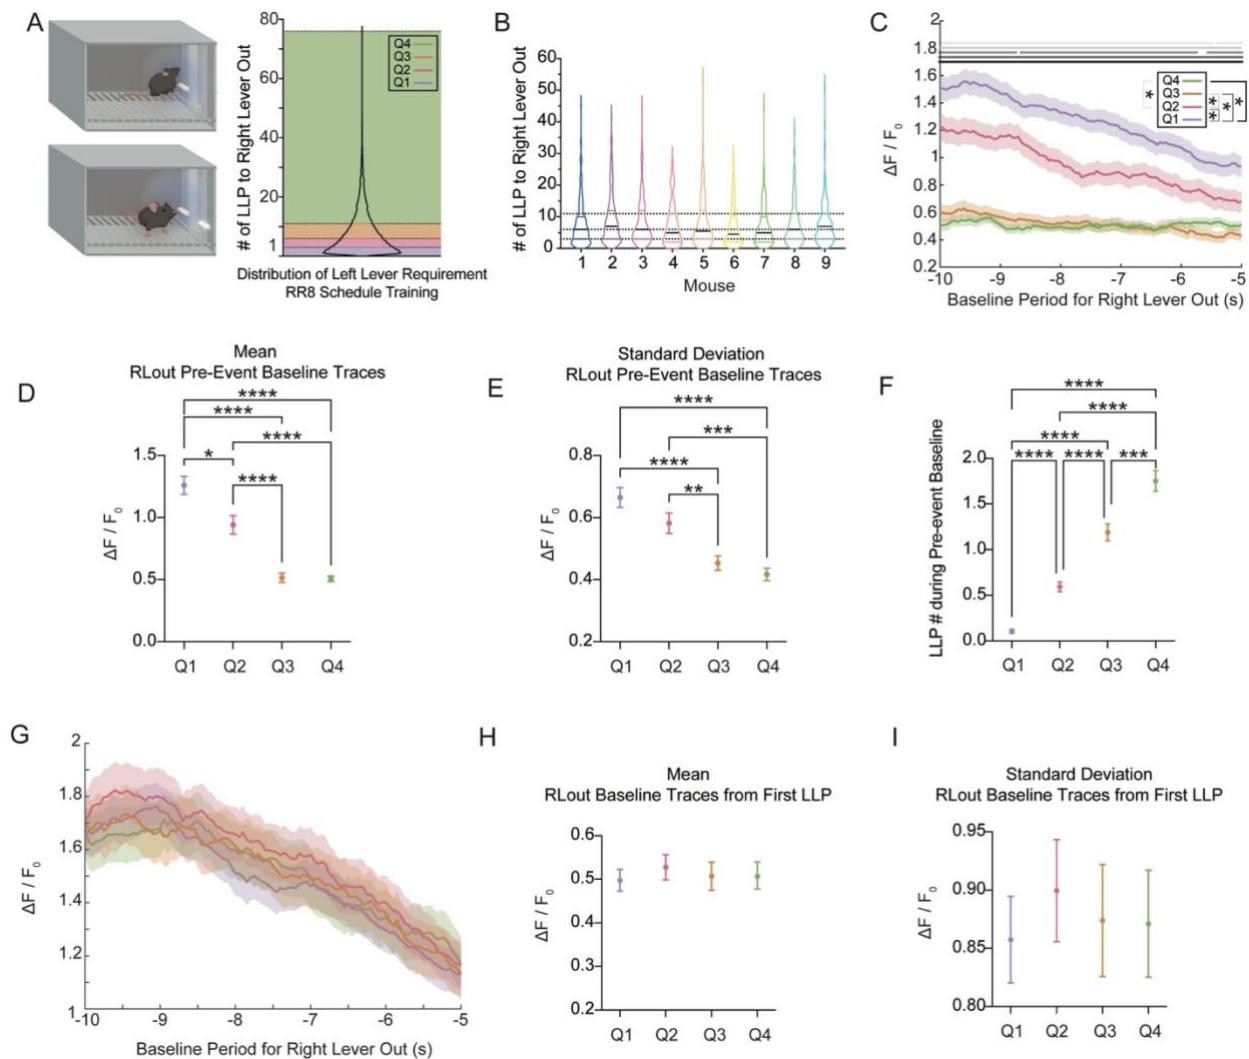 A
# of LLP to Right Lever Out
80
60
40
20
1
Q4
Q3
Q2
Q1
Distribution of Left Lever Requirement
RR8 Schedule Training
B
# of LLP to Right Lever Out
60
50
40
30
20
10
0
1 2 3 4 5 6 7 8 9
Mouse
C
ΔF / F0
2
1.8
1.6
1.4
1.2
1
0.8
0.6
0.4
0.2
*
Q4
Q3
Q2
Q1
*
*
*
*
-10 -9 -8 -7 -6 -5
Baseline Period for Right Lever Out (s)
D
Mean
RLout Pre-Event Baseline Traces
****
****
****
*
****
ΔF / F0
1.5
1.0
0.5
0.0
Q1 Q2 Q3 Q4
E
Standard Deviation
RLout Pre-Event Baseline Traces
****
***
****
**
ΔF / F0
0.8
0.6
0.4
0.2
Q1 Q2 Q3 Q4
F
LLP # during Pre-event Baseline
****
****
****
**** **** ***
2.0
1.5
1.0
0.5
0.0
Q1 Q2 Q3 Q4
G
ΔF / F0
2
1.8
1.6
1.4
1.2
1
-10 -9 -8 -7 -6 -5
Baseline Period for Right Lever Out (s)
H
Mean
RLout Baseline Traces from First LLP
ΔF / F0
0.6
0.5
0.4
0.3
0.2
Q1 Q2 Q3 Q4
I
Standard Deviation
RLout Baseline Traces from First LLP
ΔF / F0
0.95
0.90
0.85
0.80
Q1 Q2 Q3 Q4